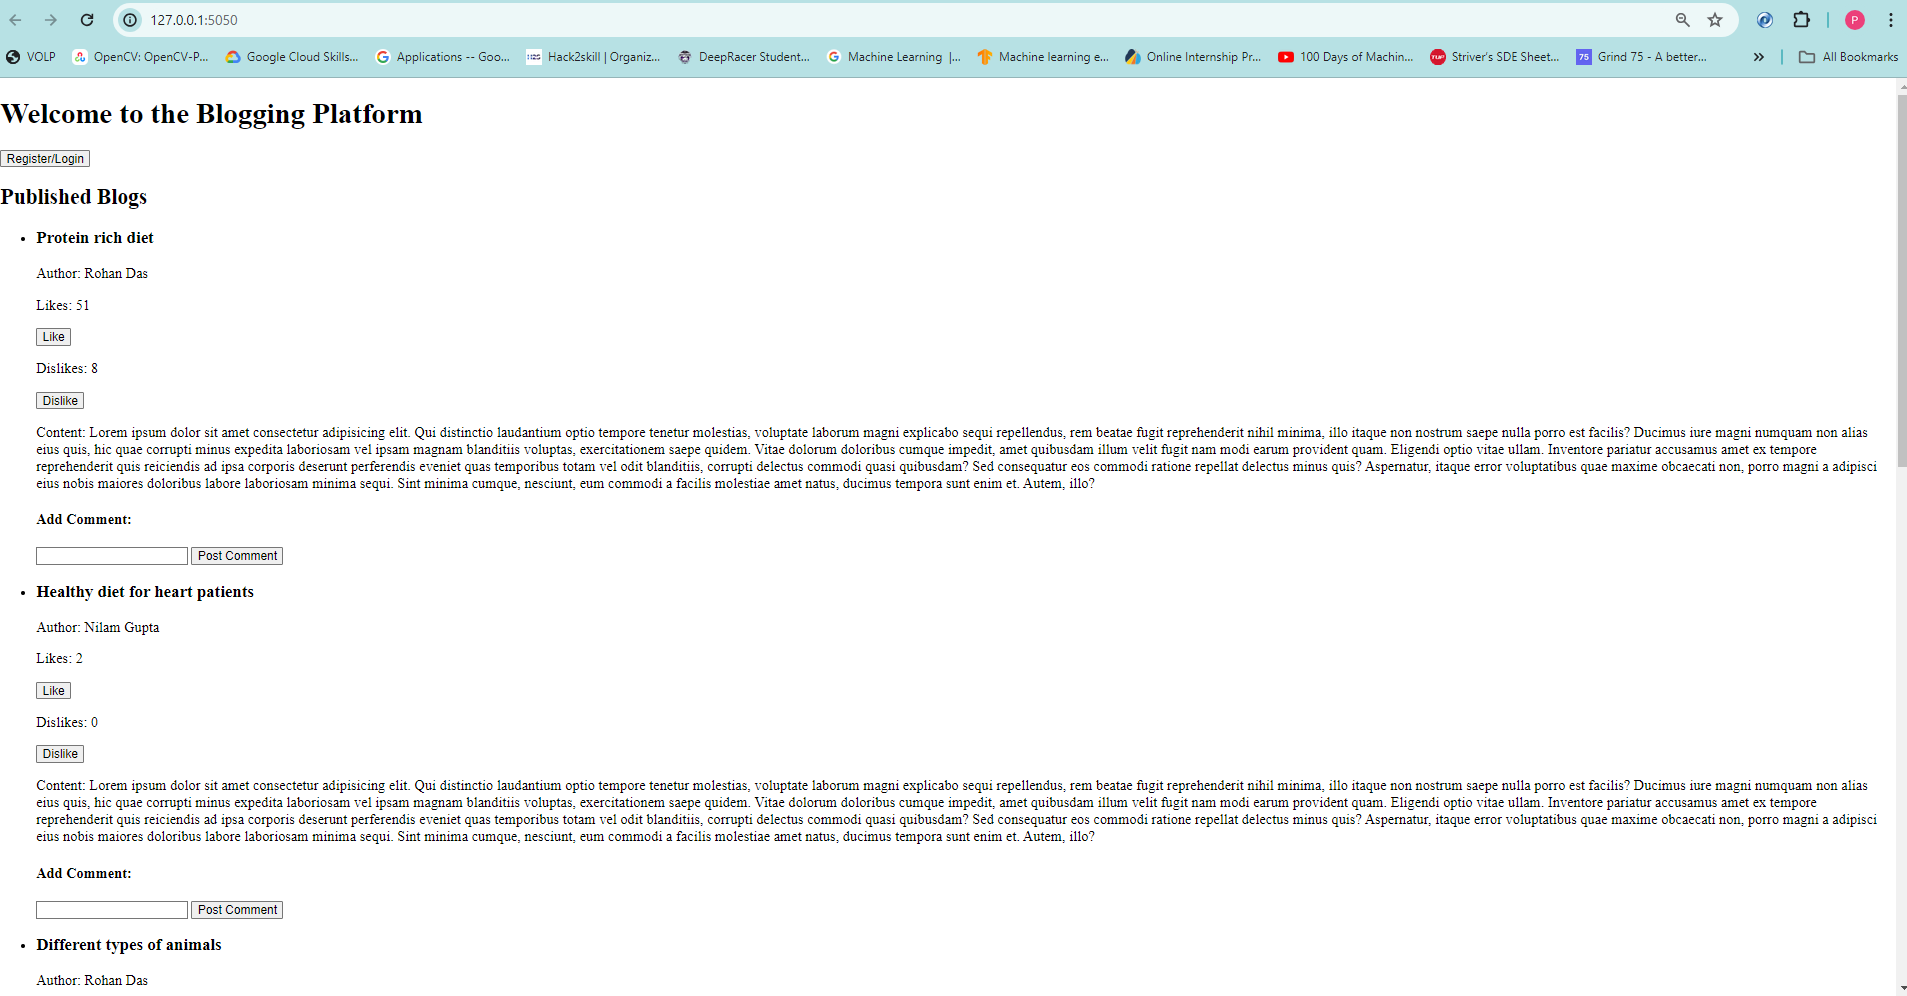 127.0.0.1:5050
P
VOLP
OpenCV: OpenCV-P...
Google Cloud Skills...
Applications -- Goo...
Hack2skill | Organiz...
DeepRacer Student...
Machine Learning |...
Machine learning e...
Online Internship Pr...
100 Days of Machin...
Striver's SDE Sheet...
75
Grind 75 - A better...
All Bookmarks
Welcome to the Blogging Platform
Register/Login
Published Blogs
• Protein rich diet
Author: Rohan Das
Likes: 51
Like
Dislikes: 8
Dislike
Content: Lorem ipsum dolor sit amet consectetur adipisicing elit. Qui distinctio laudantium optio tempore tenetur molestias, voluptate laborum magni explicabo sequi repellendus, rem beatae fugit reprehenderit nihil minima, illo itaque non nostrum saepe nulla porro est facilis? Ducimus iure magni numquam non alias
eius quis, hic quae corrupti minus expedita laboriosam vel ipsam magnam blanditiis voluptas, exercitationem saepe quidem. Vitae dolorum doloribus cumque impedit, amet quibusdam illum velit fugit nam modi earum provident quam. Eligendi optio vitae ullam. Inventore pariatur accusamus amet ex tempore
reprehenderit quis reiciendis ad ipsa corporis deserunt perferendis eveniet quas temporibus totam vel odit blanditiis, corrupti delectus commodi quasi quibusdam? Sed consequatur eos commodi ratione repellat delectus minus quis? Aspernatur, itaque error voluptatibus quae maxime obcaecati non, porro magni a adipisci
eius nobis maiores doloribus labore laboriosam minima sequi. Sint minima cumque, nesciunt, eum commodi a facilis molestiae amet natus, ducimus tempora sunt enim et. Autem, illo?
Add Comment:
Post Comment
• Healthy diet for heart patients
Author: Nilam Gupta
Likes: 2
Like
Dislikes: 0
Dislike
Content: Lorem ipsum dolor sit amet consectetur adipisicing elit. Qui distinctio laudantium optio tempore tenetur molestias, voluptate laborum magni explicabo sequi repellendus, rem beatae fugit reprehenderit nihil minima, illo itaque non nostrum saepe nulla porro est facilis? Ducimus iure magni numquam non alias
eius quis, hic quae corrupti minus expedita laboriosam vel ipsam magnam blanditiis voluptas, exercitationem saepe quidem. Vitae dolorum doloribus cumque impedit, amet quibusdam illum velit fugit nam modi earum provident quam. Eligendi optio vitae ullam. Inventore pariatur accusamus amet ex tempore
reprehenderit quis reiciendis ad ipsa corporis deserunt perferendis eveniet quas temporibus totam vel odit blanditiis, corrupti delectus commodi quasi quibusdam? Sed consequatur eos commodi ratione repellat delectus minus quis? Aspernatur, itaque error voluptatibus quae maxime obcaecati non, porro magni a adipisci
eius nobis maiores doloribus labore laboriosam minima sequi. Sint minima cumque, nesciunt, eum commodi a facilis molestiae amet natus, ducimus tempora sunt enim et. Autem, illo?
Add Comment:
Post Comment
• Different types of animals
Author: Rohan Das